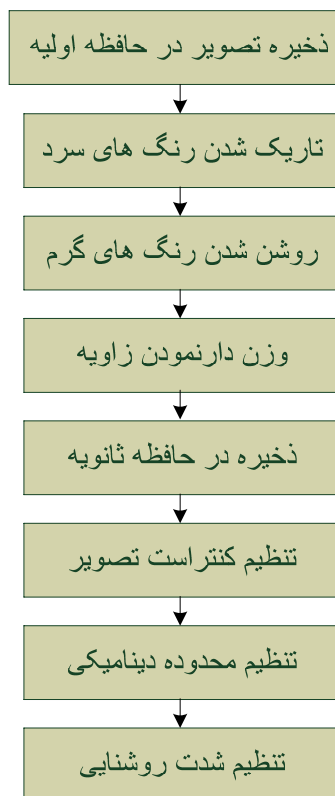 ذخیره تصویر در حافظه اولیه
تاریک شدن رنگ های سرد
روشن شدن رنگ های گرم
وزن دارنمودن زاویه
ذخیره در حافظه ثانویه
تنظیم کنتراست تصویر
تنظیم محدوده دینامیکی
تنظیم شدت روشنایی